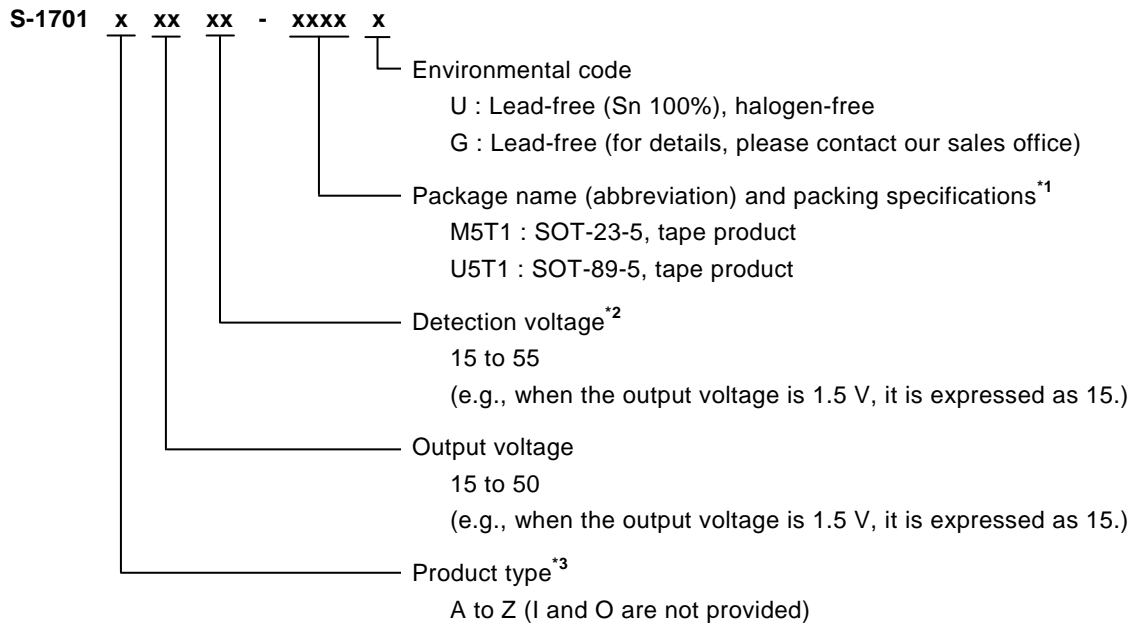 S-1701 x xx xx - xxxx x
Environmental code
U : Lead-free (Sn 100%), halogen-free
G : Lead-free (for details, please contact our sales office)
Package name (abbreviation) and packing specifications*1
M5T1 : SOT-23-5, tape product
U5T1 : SOT-89-5, tape product
Detection voltage*2
15 to 55
(e.g., when the output voltage is 1.5 V, it is expressed as 15.)
Output voltage
15 to 50
(e.g., when the output voltage is 1.5 V, it is expressed as 15.)
Product type*3
A to Z (I and O are not provided)